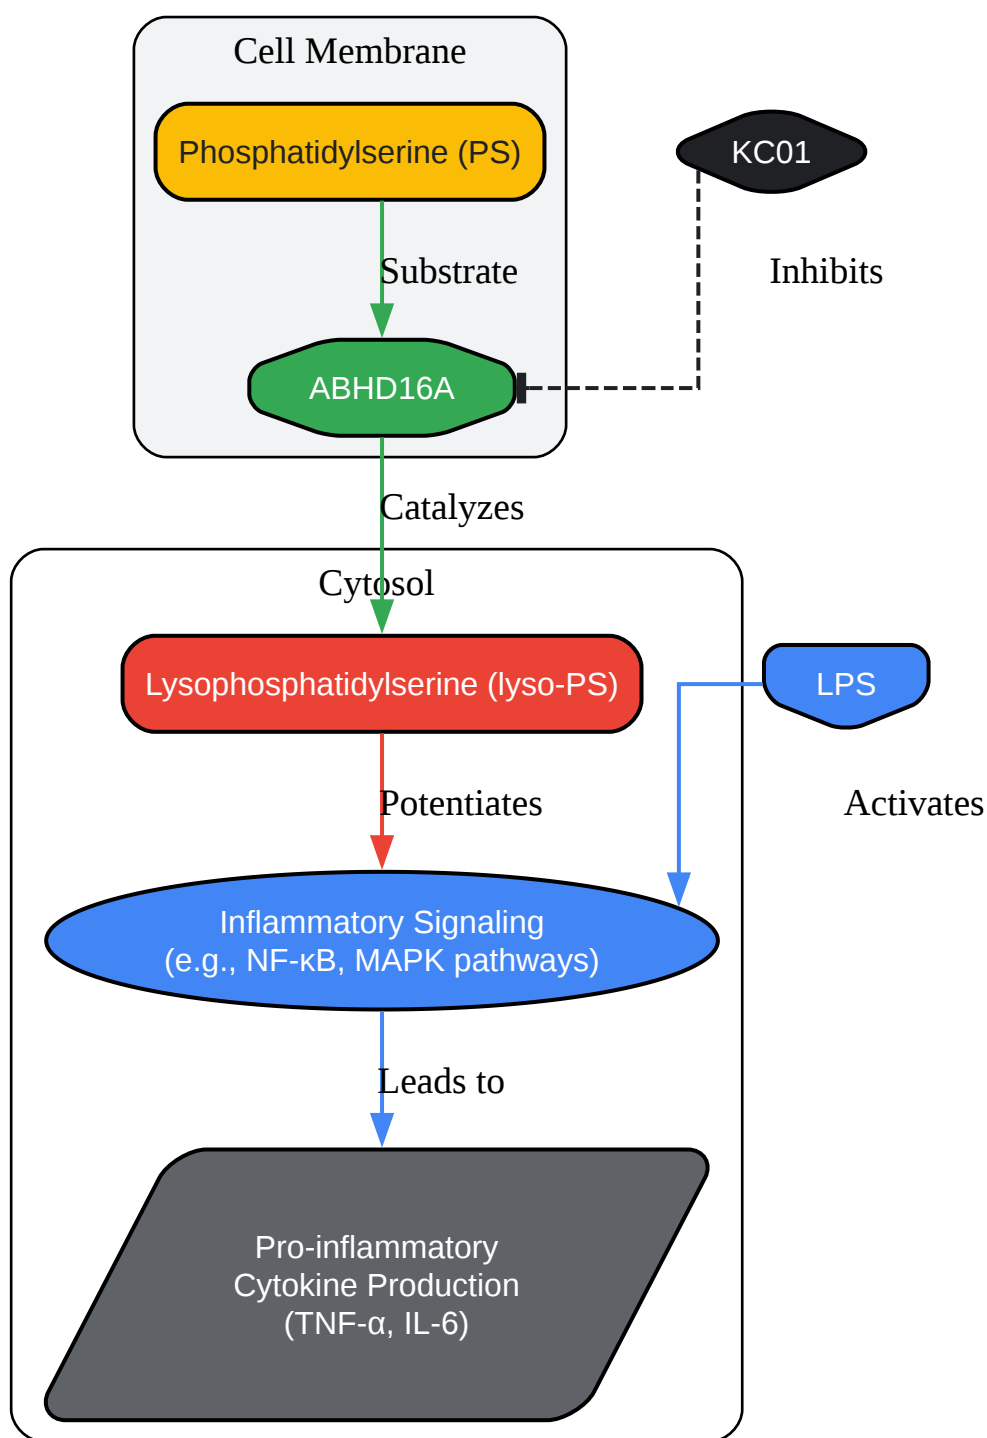 Cell Membrane
Phosphatidylserine (PS)
KC01
Substrate
Inhibits
ABHD16A
Catalyzes
Cytosol
Lysophosphatidylserine (lyso-PS)
LPS
Potentiates
Activates
Inflammatory Signaling
(e.g., NF-κB, MAPK pathways)
Leads to
Pro-inflammatory
Cytokine Production
(TNF-α, IL-6)